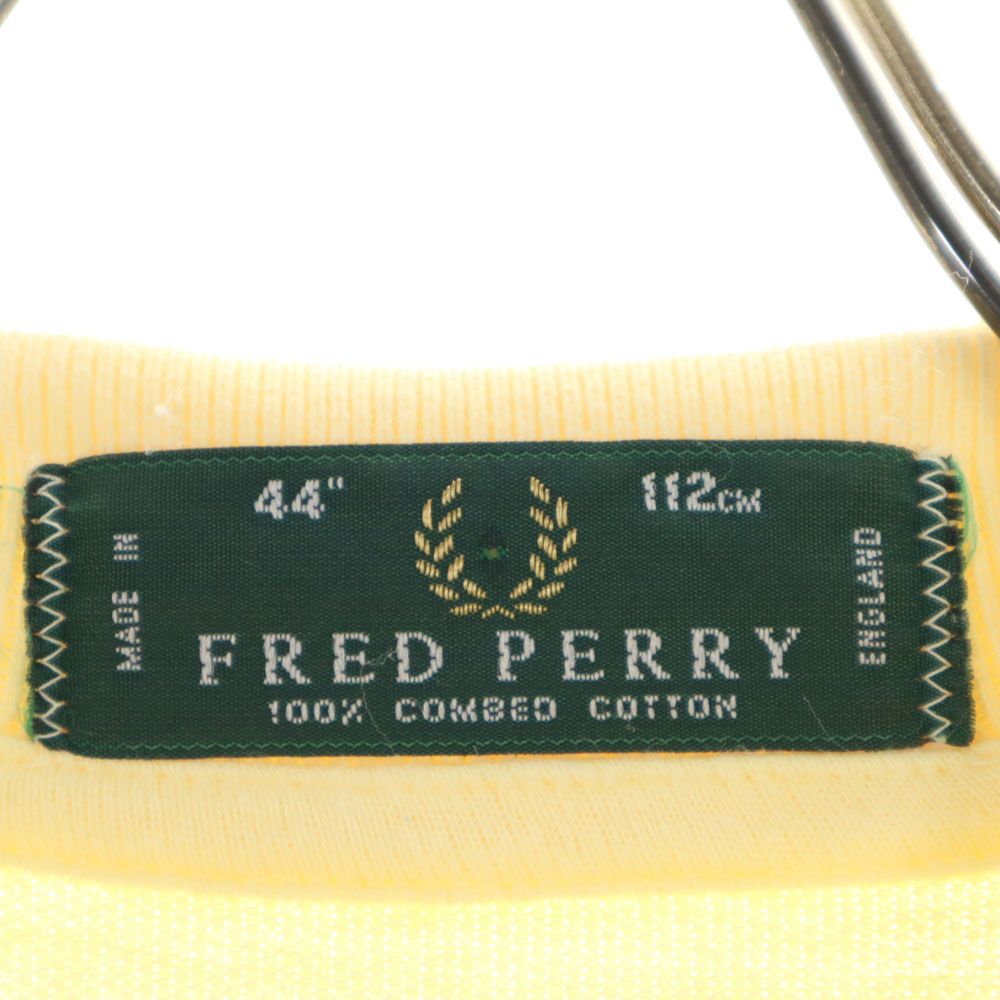 44" 112CM
MADE IN
ENGLAND
FRED PERRY
100% COMBED COTTON